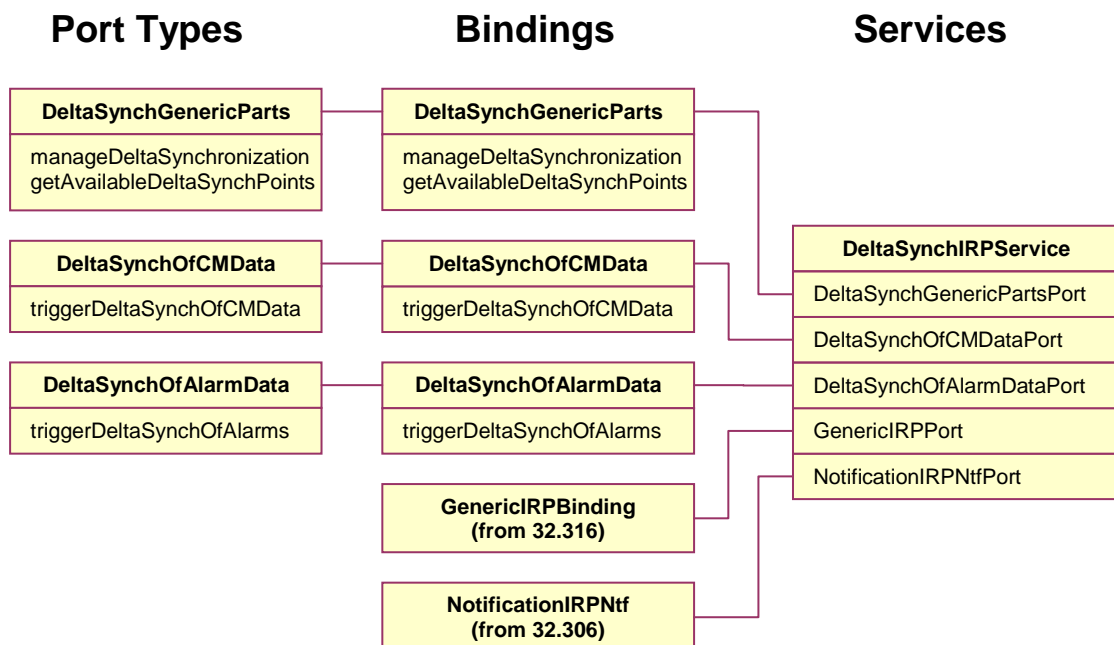 Port Types
Bindings
Services
DeltaSynchGenericParts
manageDeltaSynchronization
getAvailableDeltaSynchPoints
DeltaSynchOfCMData
triggerDeltaSynchOfCMData
DeltaSynchOfAlarmData
triggerDeltaSynchOfAlarms
DeltaSynchGenericParts
manageDeltaSynchronization
getAvailableDeltaSynchPoints
DeltaSynchOfCMData
triggerDeltaSynchOfCMData
DeltaSynchOfAlarmData
triggerDeltaSynchOfAlarms
GenericIRPBinding
(from 32.316)
NotificationIRPNtf
(from 32.306)
DeltaSynchIRPService
DeltaSynchGenericPartsPort
DeltaSynchOfCMDataPort
DeltaSynchOfAlarmDataPort
GenericIRPPort
NotificationIRPNtfPort